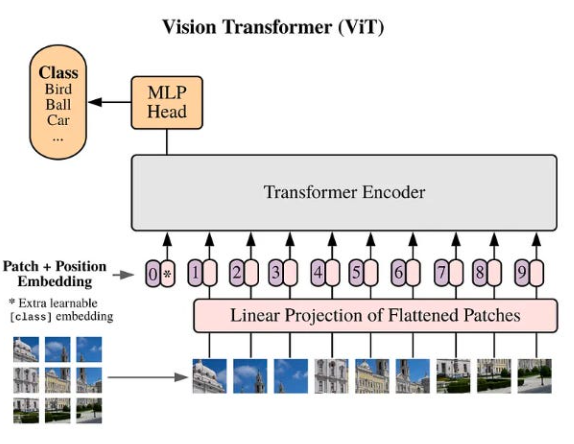 Vision Transformer (ViT)
Class
Bird
Ball
Car
...
MLP
Head
Transformer Encoder
Patch + Position
Embedding
* Extra learnable
[class] embedding
0 * 1 2 3 4 5 6 7 8 9
Linear Projection of Flattened Patches